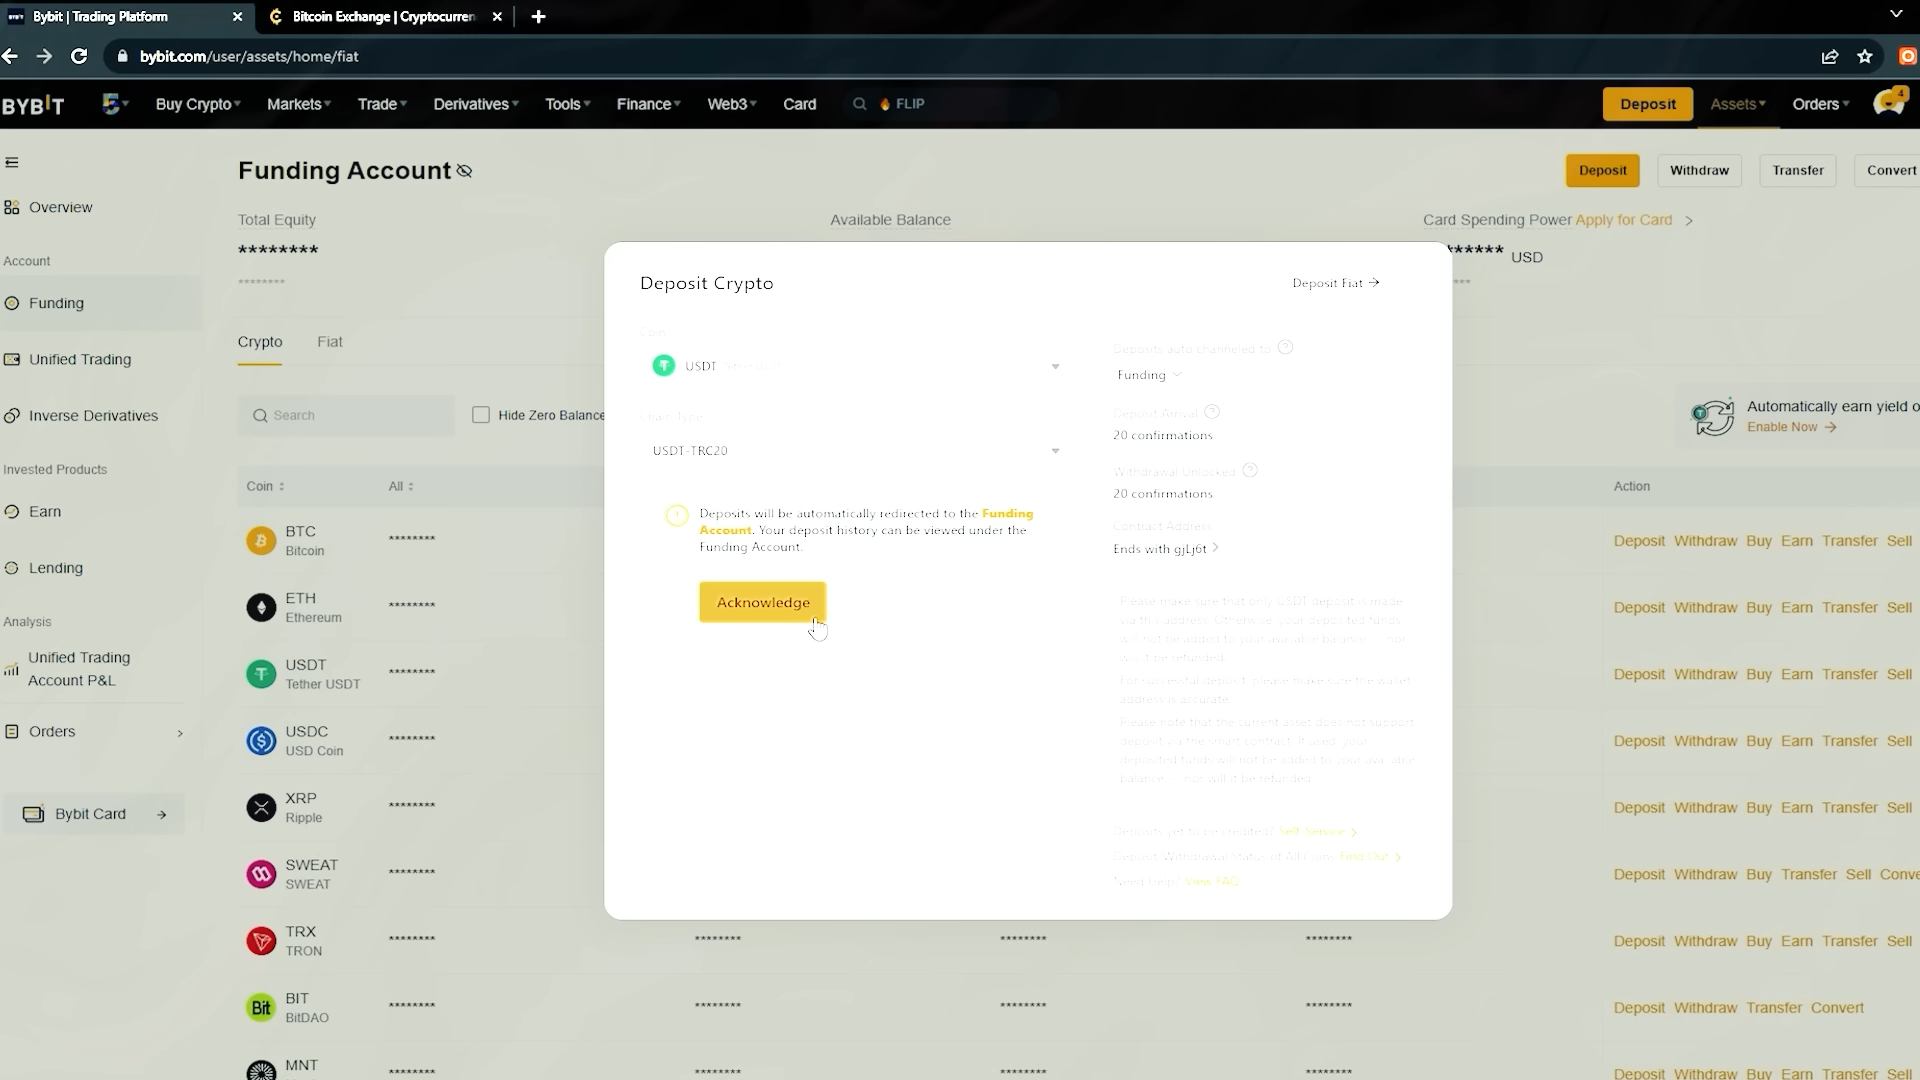 Bybit | Trading Platform
Bitcoin Exchange | Cryptocurren
bybit.com/user/assets/home/fiat
BYBIT
Buy Crypto
Markets
Trade
Derivatives
Tools
Finance
Web3
Card
FLIP
Deposit
Assets
Orders
4
Funding Account
Deposit
Withdraw
Transfer
Convert
Overview
Total Equity
Available Balance
Card Spending Power Apply for Card
********
****** USD
********
Account
Funding
Unified Trading
Inverse Derivatives
Invested Products
Earn
Lending
Analysis
Unified Trading
Account P&L
Orders
Bybit Card
Crypto
Fiat
Search
Hide Zero Balance
Automatically earn yield o
Enable Now
Coin
All
Action
Deposit Crypto
Deposit Fiat
Coin
USDT
Chain Type
USDT-TRC20
Deposits will be automatically redirected to the Funding
Account. Your deposit history can be viewed under the
Funding Account.
Acknowledge
Deposits auto channeled to
Funding
Deposit Arrival
20 confirmations
Withdrawal Unlocked
20 confirmations
Contract Address
Ends with gjLj6t
Please make sure that only USDT deposit is made
via this address. Otherwise, your deposited funds
will not be added to your available balance — nor
will it be refunded.
For successful deposit, please make sure the wallet
address is accurate.
Please note that the current asset does not support
deposit via the smart contract. If used, your
deposited funds will not be added to your available
balance — nor will it be refunded.
Deposits yet to be credited? Self-Service
Deposit/Withdrawal Status of All Coins Find Out
Need Help? View FAQ
BTC
Bitcoin
********
Deposit Withdraw Buy Earn Transfer Sell
ETH
Ethereum
********
Deposit Withdraw Buy Earn Transfer Sell
USDT
Tether USDT
********
Deposit Withdraw Buy Earn Transfer Sell
USDC
USD Coin
********
Deposit Withdraw Buy Earn Transfer Sell
XRP
Ripple
********
Deposit Withdraw Buy Earn Transfer Sell
SWEAT
SWEAT
********
Deposit Withdraw Buy Transfer Sell Conve
TRX
TRON
******** ******** ******** ********
Deposit Withdraw Buy Earn Transfer Sell
Bit
BIT
BitDAO
******** ******** ******** ********
Deposit Withdraw Transfer Convert
MNT
******** ******** ******** ********
Deposit Withdraw Buy Earn Transfer Sell